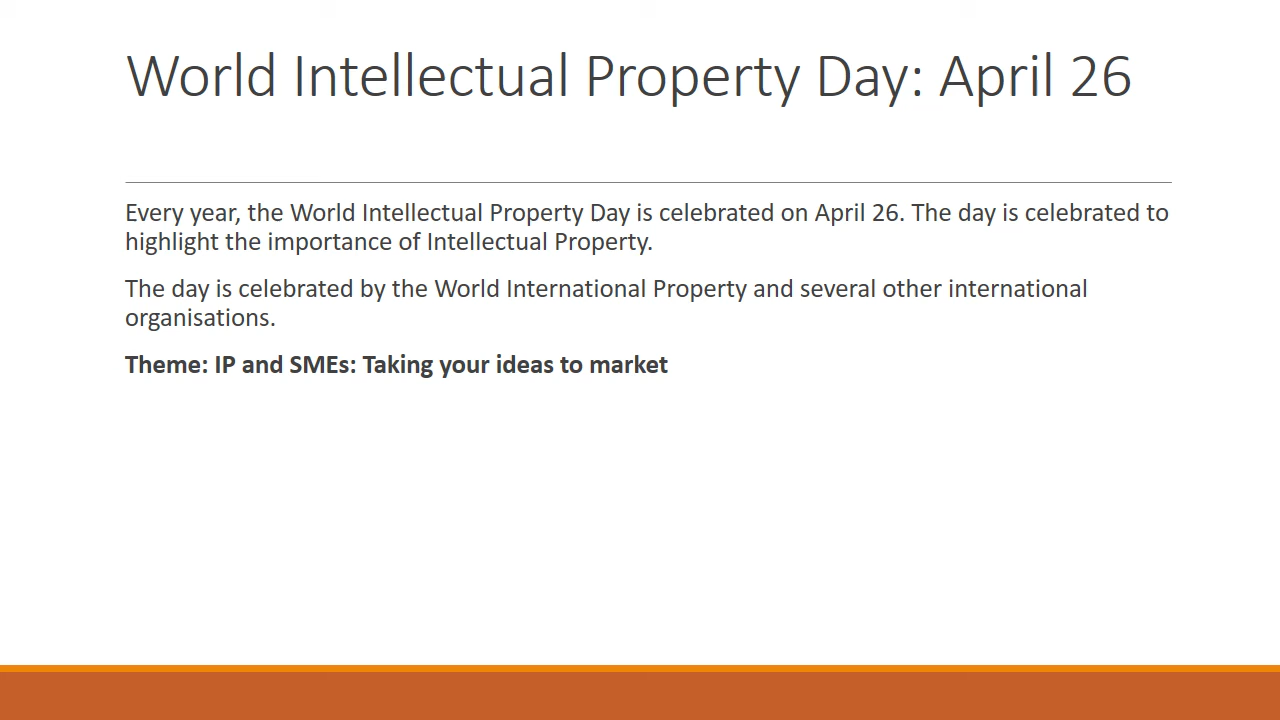 World Intellectual Property Day: April 26
Every year, the World Intellectual Property Day is celebrated on April 26. The day is celebrated to
highlight the importance of Intellectual Property.
The day is celebrated by the World International Property and several other international
organisations.
Theme: IP and SMEs: Taking your ideas to market